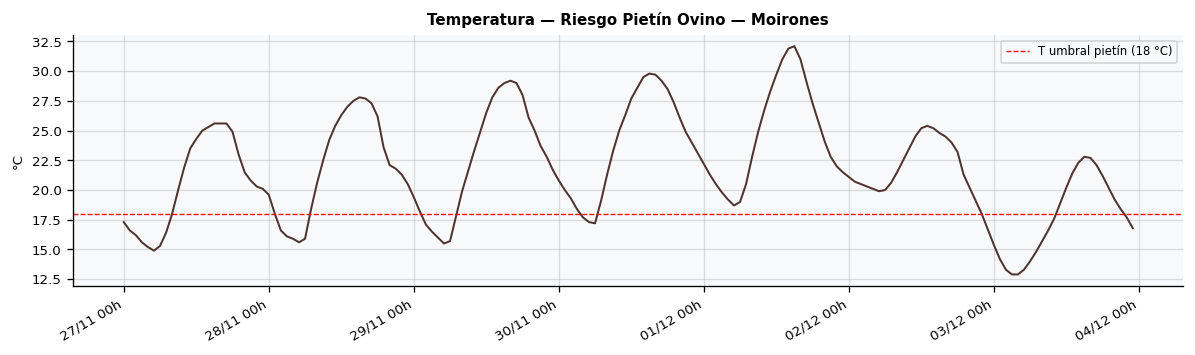 Temperatura — Riesgo Pietín Ovino — Moirones
T umbral pietín (18 °C)
°C
32.5
30.0
27.5
25.0
22.5
20.0
17.5
15.0
12.5
27/11 00h
28/11 00h
29/11 00h
30/11 00h
01/12 00h
02/12 00h
03/12 00h
04/12 00h